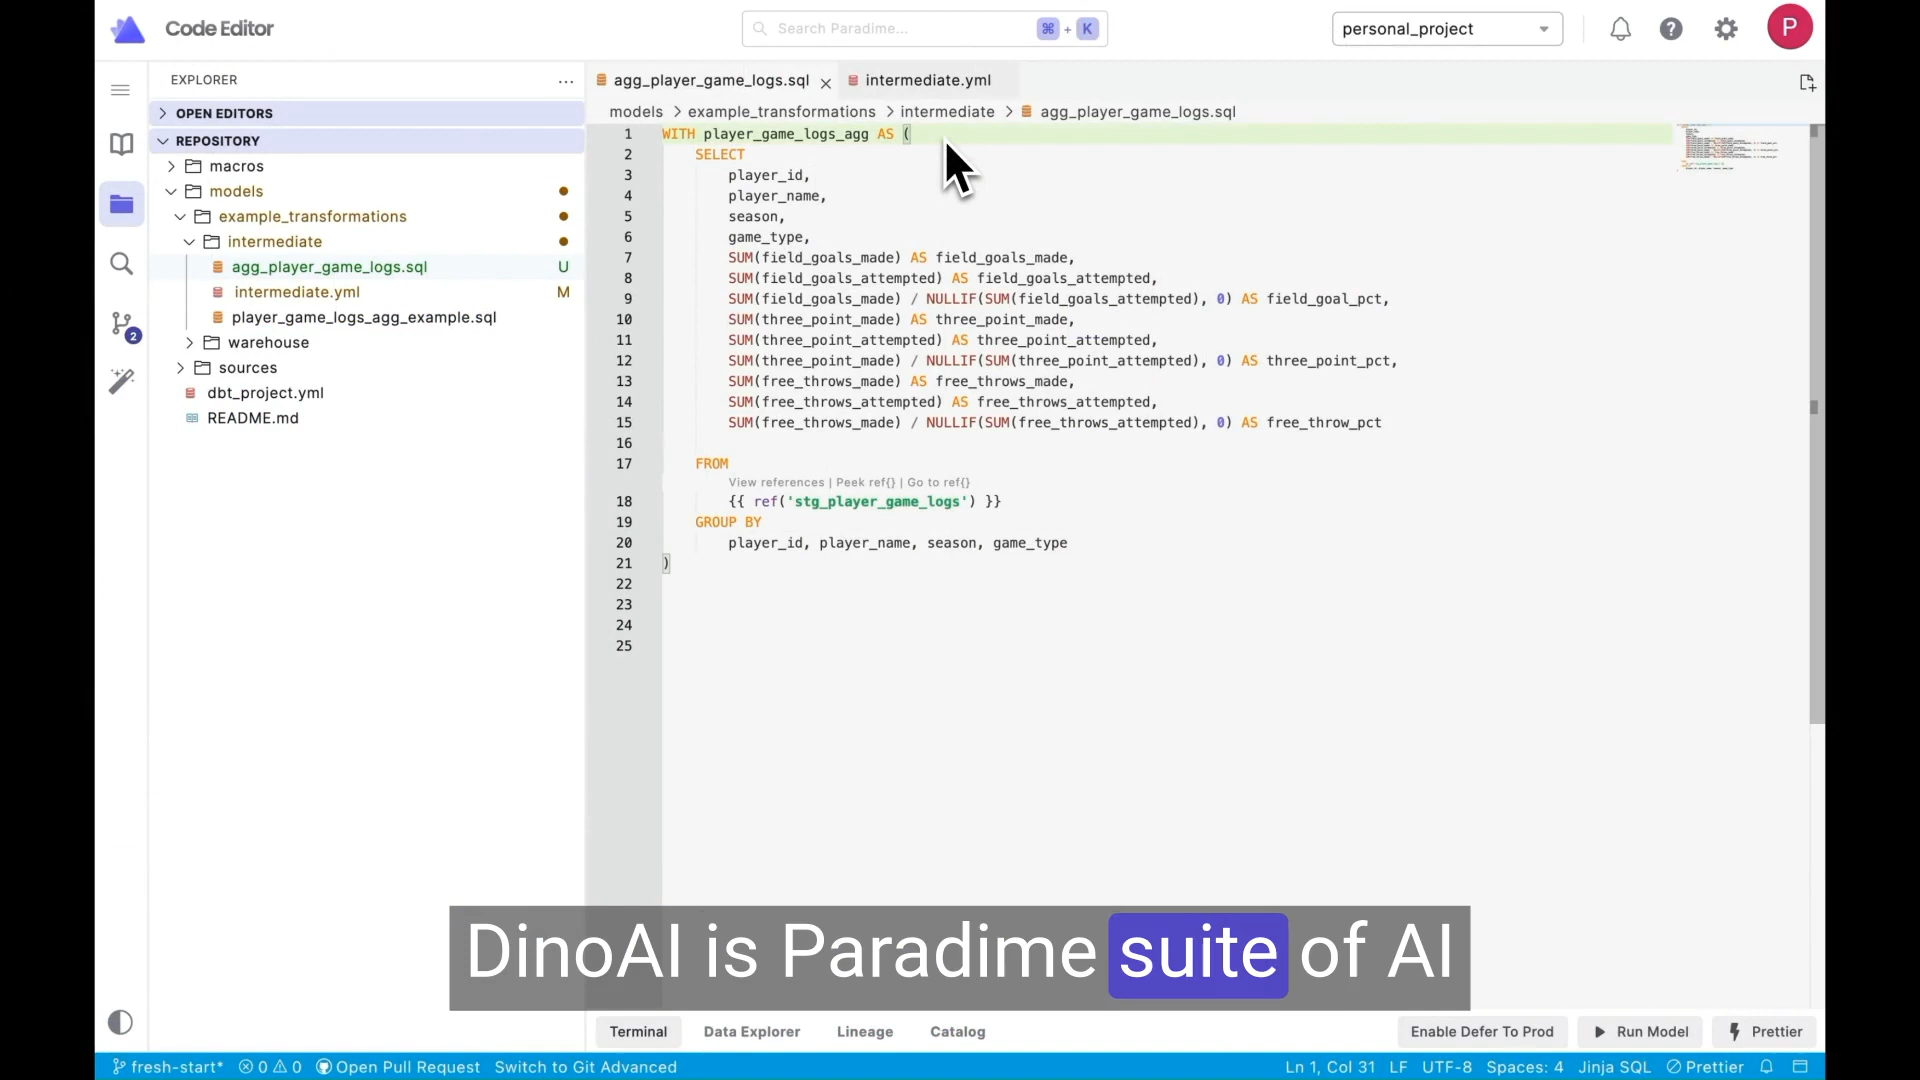 Code Editor
Search Paradime...
⌘ + K
personal_project
P
EXPLORER
...
OPEN EDITORS
REPOSITORY
macros
models
example_transformations
intermediate
agg_player_game_logs.sql U
intermediate.yml M
player_game_logs_agg_example.sql
warehouse
sources
dbt_project.yml
README.md
2
agg_player_game_logs.sql
intermediate.yml
models > example_transformations > intermediate > agg_player_game_logs.sql
1 WITH player_game_logs_agg AS (
2 SELECT
3 player_id,
4 player_name,
5 season,
6 game_type,
7 SUM(field_goals_made) AS field_goals_made,
8 SUM(field_goals_attempted) AS field_goals_attempted,
9 SUM(field_goals_made) / NULLIF(SUM(field_goals_attempted), 0) AS field_goal_pct,
10 SUM(three_point_made) AS three_point_made,
11 SUM(three_point_attempted) AS three_point_attempted,
12 SUM(three_point_made) / NULLIF(SUM(three_point_attempted), 0) AS three_point_pct,
13 SUM(free_throws_made) AS free_throws_made,
14 SUM(free_throws_attempted) AS free_throws_attempted,
15 SUM(free_throws_made) / NULLIF(SUM(free_throws_attempted), 0) AS free_throw_pct
16
17 FROM
View references | Peek ref{} | Go to ref{}
18 {{ ref('stg_player_game_logs') }}
19 GROUP BY
20 player_id, player_name, season, game_type
21 )
22
23
24
25
DinoAI is Paradime suite of AI
Terminal Data Explorer Lineage Catalog
Enable Defer To Prod Run Model Prettier
fresh-start* 0 0 Open Pull Request Switch to Git Advanced
Ln 1, Col 31 LF UTF-8 Spaces: 4 Jinja SQL Prettier